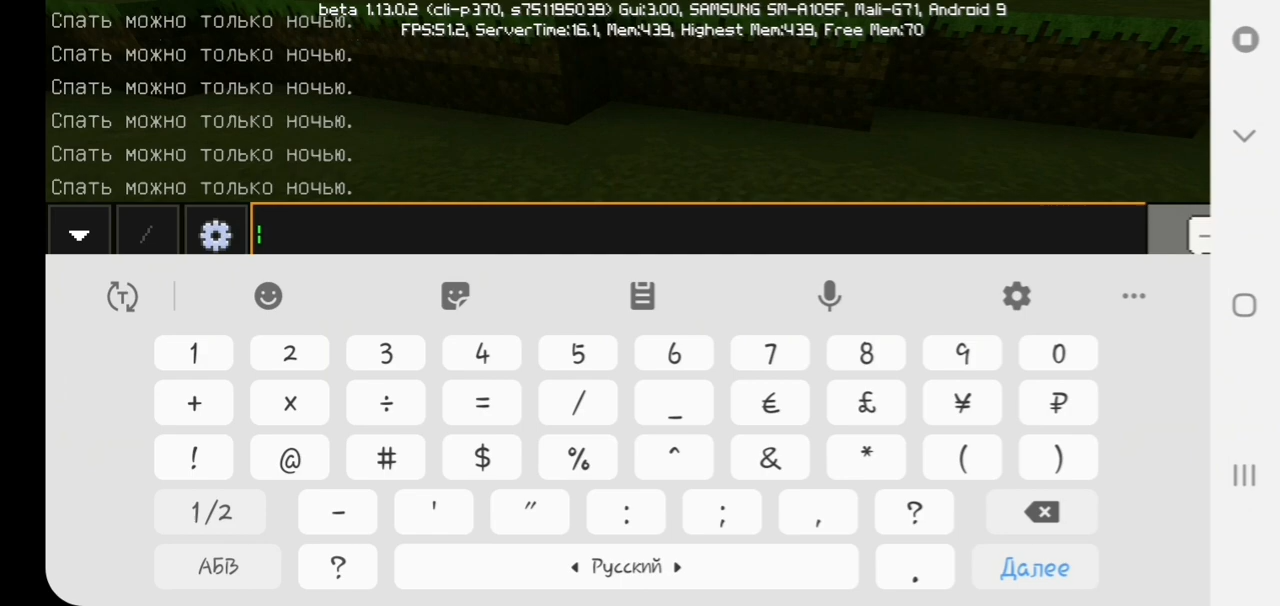 beta 1.13.0.2 (cli-p370, s751195039) Gui:3.00, SAMSUNG SM-A105F, Mali-G71, Android 9
FPS:51.2, ServerTime:16.1, Mem:439, Highest Mem:439, Free Mem:70
Спать можно только ночью.
Спать можно только ночью.
Спать можно только ночью.
Спать можно только ночью.
Спать можно только ночью.
Спать можно только ночью.
/
T
1 2 3 4 5 6 7 8 9 0
+ × ÷ = / _ € £ ¥ ₽
! @ # $ % ^ & * ( )
1/2 - ' " : ; , ?
АБВ ? Русский . Далее